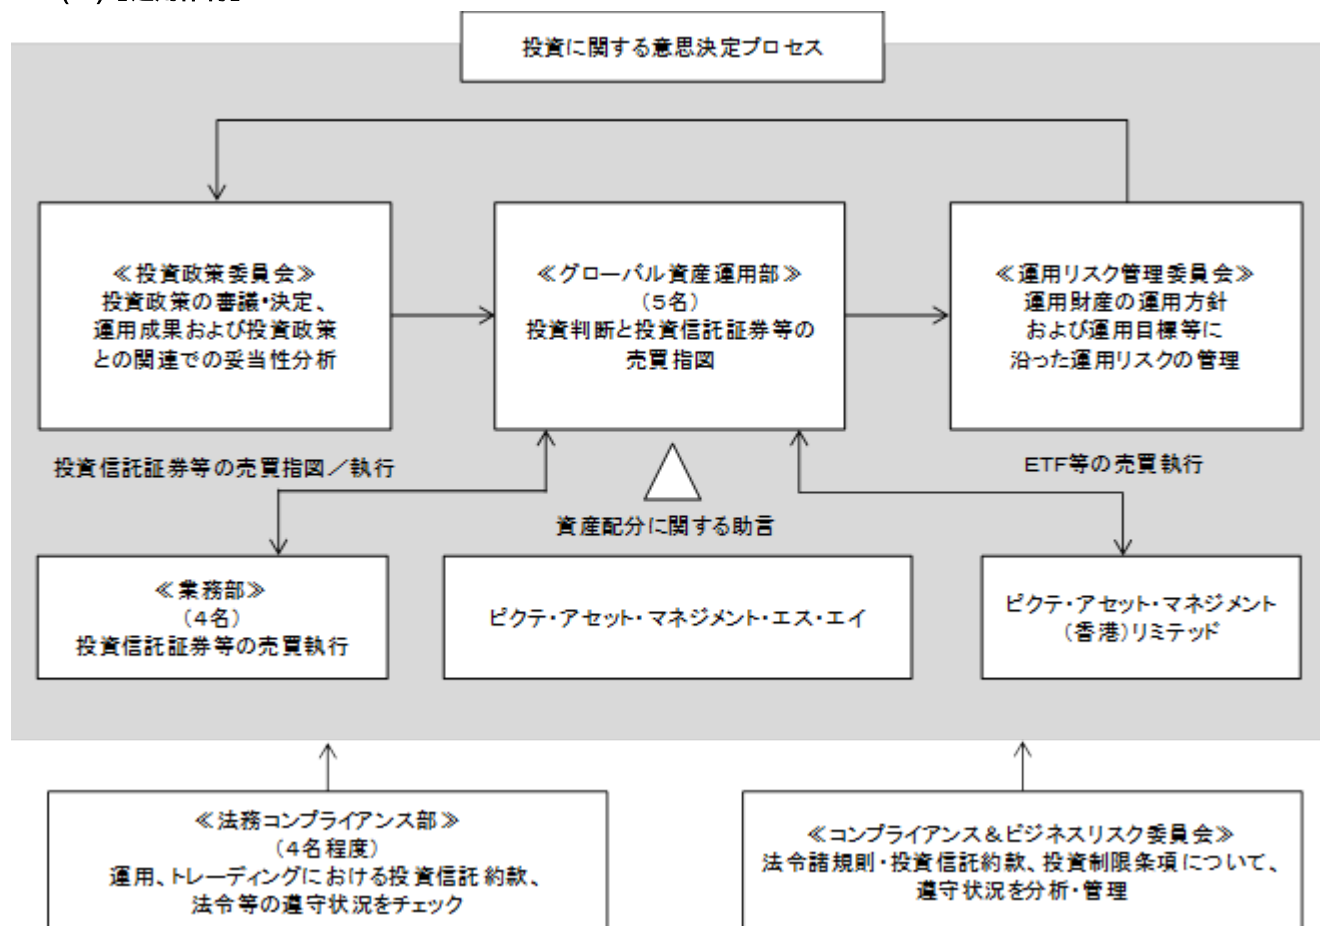 投資に関する意思決定プロセス
≪投資政策委員会≫
投資政策の審議・決定、
運用成果および投資政策
との関連での妥当性分析
≪グローバル資産運用部≫
（5名）
投資判断と投資信託証券等の
売買指図
≪運用リスク管理委員会≫
運用財産の運用方針
および運用目標等に
沿った運用リスクの管理
投資信託証券等の売買指図／執行
ETF等の売買執行
資産配分に関する助言
≪業務部≫
（4名）
投資信託証券等の売買執行
ピクテ・アセット・マネジメント・エス・エイ
ピクテ・アセット・マネジメント
（香港）リミテッド
≪法務コンプライアンス部≫
（4名程度）
運用、トレーディングにおける投資信託約款、
法令等の遵守状況をチェック
≪コンプライアンス＆ビジネスリスク委員会≫
法令諸規則・投資信託約款、投資制限条項について、
遵守状況を分析・管理